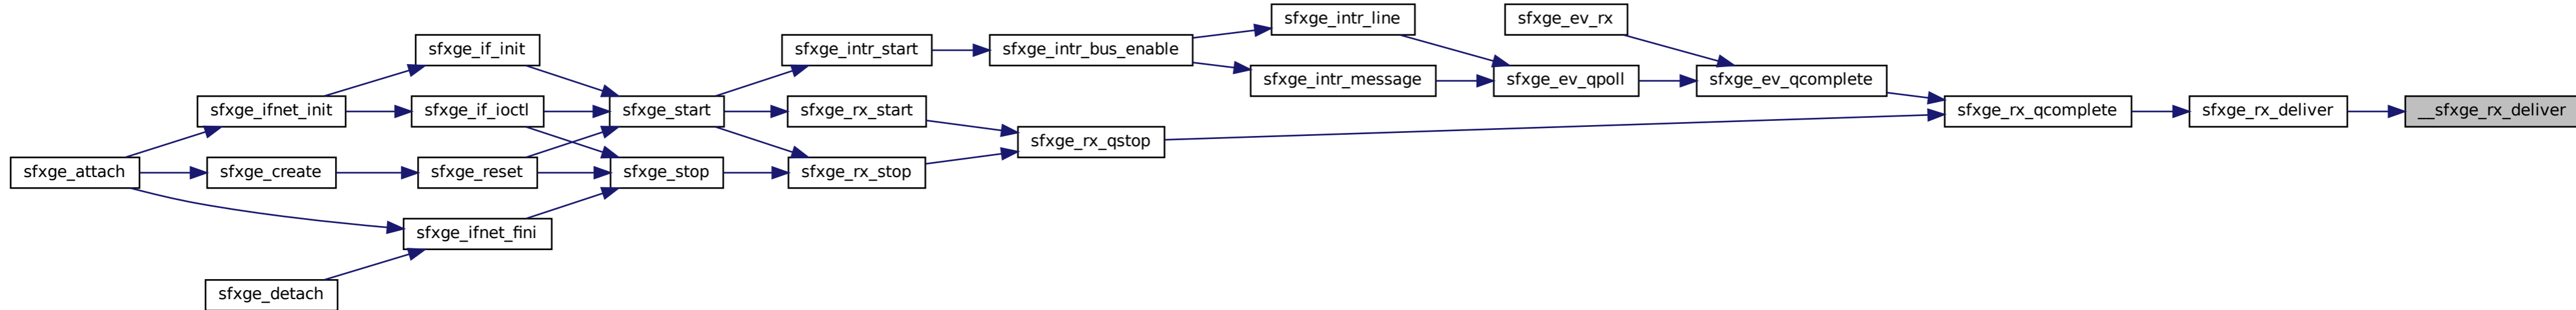 sfxge_attach
sfxge_ifnet_init
sfxge_create
sfxge_detach
sfxge_if_init
sfxge_if_ioctl
sfxge_reset
sfxge_ifnet_fini
sfxge_start
sfxge_stop
sfxge_intr_start
sfxge_rx_start
sfxge_rx_stop
sfxge_intr_bus_enable
sfxge_rx_qstop
sfxge_intr_line
sfxge_intr_message
sfxge_ev_rx
sfxge_ev_qpoll
sfxge_ev_qcomplete
sfxge_rx_qcomplete
sfxge_rx_deliver
__sfxge_rx_deliver